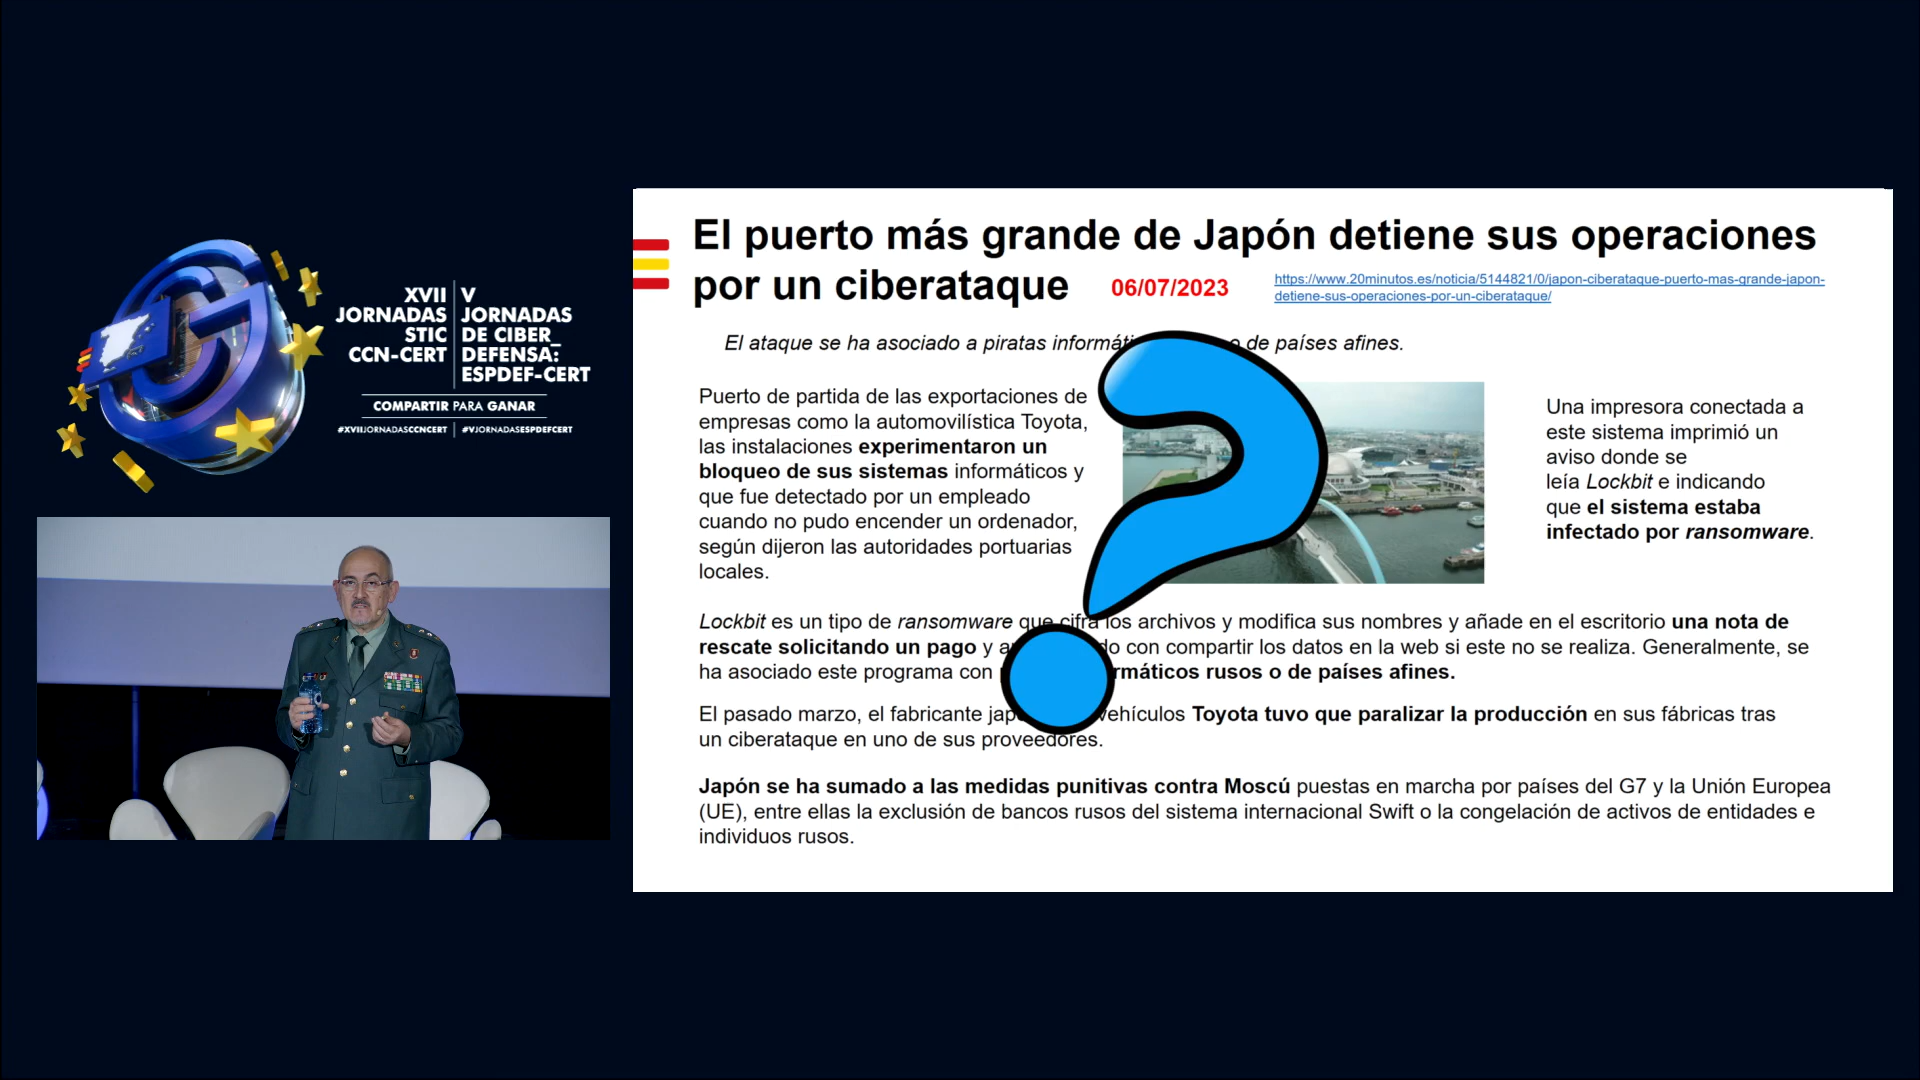 XVII
JORNADAS
STIC
CCN-CERT
V
JORNADAS
DE CIBER_
DEFENSA:
ESPDEF-CERT
COMPARTIR PARA GANAR
#XVIIJORNADASCCNCERT
#VJORNADASESPDEFCERT
El puerto más grande de Japón detiene sus operaciones
por un ciberataque
06/07/2023
https://www.20minutos.es/noticia/5144821/0/japon-ciberataque-puerto-mas-grande-japon-
detiene-sus-operaciones-por-un-ciberataque/
El ataque se ha asociado a piratas o de países afines.
Puerto de partida de las exportaciones de
empresas como la automovilística Toyota,
las instalaciones experimentaron un
bloqueo de sus sistemas informáticos y
que fue detectado por un empleado
cuando no pudo encender un ordenador,
según dijeron las autoridades portuarias
locales.
Una impresora conectada a
este sistema imprimió un
aviso donde se
leía Lockbit e indicando
que el sistema estaba
infectado por ransomware.
Lockbit es un tipo de ransomware que cifra los archivos y modifica sus nombres y añade en el escritorio una nota de
rescate solicitando un pago y con compartir los datos en la web si este no se realiza. Generalmente, se
ha asociado este programa con rusos o de países afines.
El pasado marzo, el fabricante vehículos Toyota tuvo que paralizar la producción en sus fábricas tras
un ciberataque en uno de sus proveedores.
Japón se ha sumado a las medidas punitivas contra Moscú puestas en marcha por países del G7 y la Unión Europea
(UE), entre ellas la exclusión de bancos rusos del sistema internacional Swift o la congelación de activos de entidades e
individuos rusos.